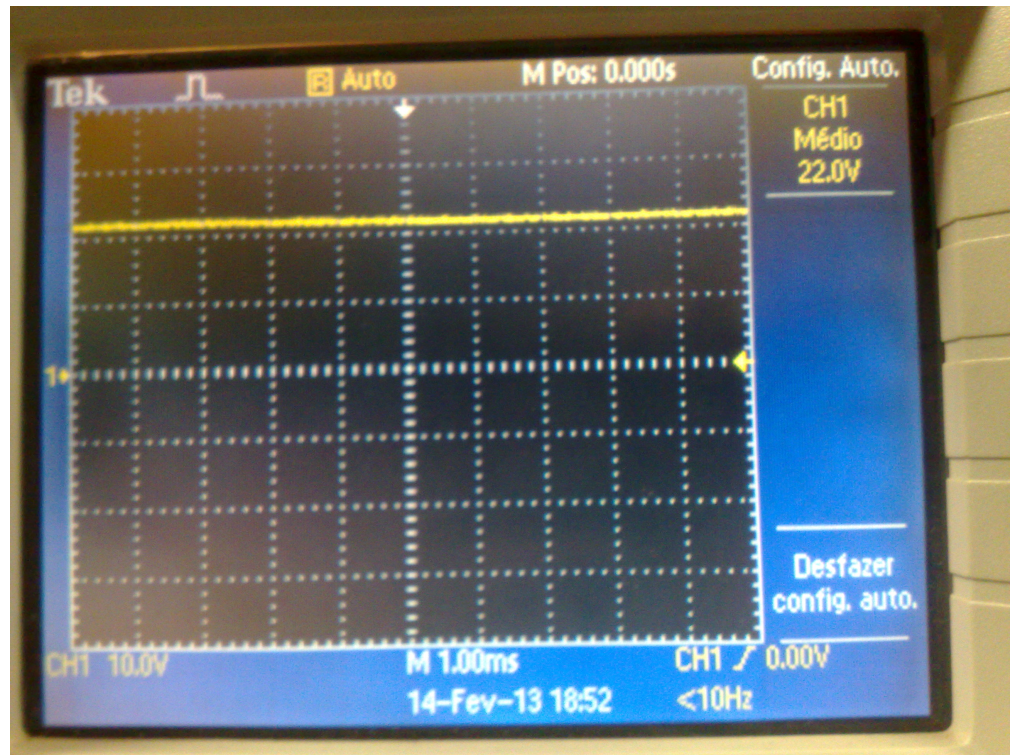 Tek R Auto M Pos: 0.000s Config. Auto.
CH1
Médio
22.0V
1
Desfazer
config. auto.
CH1 10.0V M 1.00ms CH1 0.00V
14-Fev-13 18:52 <10Hz